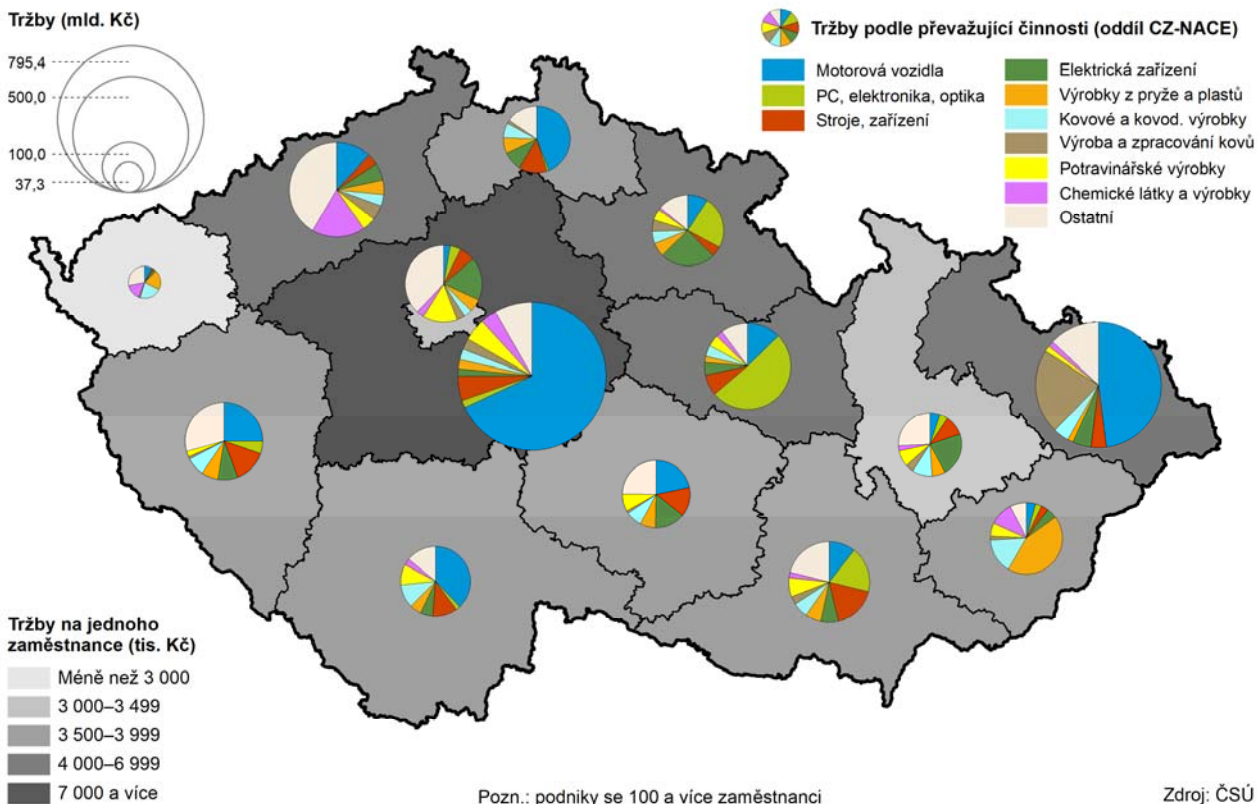 Tržby (mld. Kč)
795,4
500,0
100,0
37,3
Tržby podle převažující činnosti (oddíl CZ-NACE)
Motorová vozidla
PC, elektronika, optika
Stroje, zařízení
Elektrická zařízení
Výrobky z pryže a plastů
Kovové a kovod. výrobky
Výroba a zpracování kovů
Potravinářské výrobky
Chemické látky a výrobky
Ostatní
Tržby na jednoho
zaměstnance (tis. Kč)
Méně než 3 000
3 000–3 499
3 500–3 999
4 000–6 999
7 000 a více
Pozn.: podniky se 100 a více zaměstnanci
Zdroj: ČSÚ